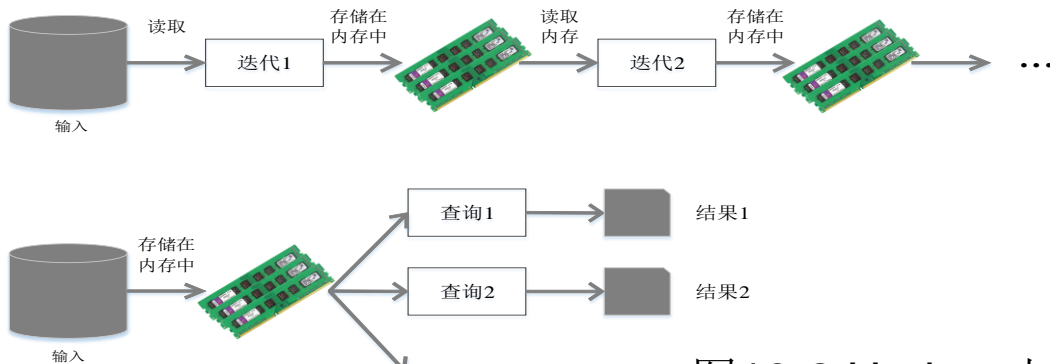 读取
存储在
内存中
读取
内存
存储在
内存中
迭代1
迭代2
...
输入
查询1
结果1
存储在
内存中
查询2
结果2
输入